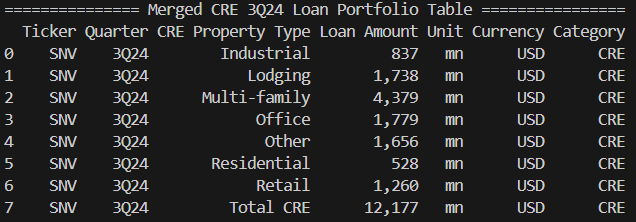 =============== Merged CRE 3Q24 Loan Portfolio Table ================
Ticker Quarter CRE Property Type Loan Amount Unit Currency Category
0 SNV 3Q24 Industrial 837 mn USD CRE
1 SNV 3Q24 Lodging 1,738 mn USD CRE
2 SNV 3Q24 Multi-family 4,379 mn USD CRE
3 SNV 3Q24 Office 1,779 mn USD CRE
4 SNV 3Q24 Other 1,656 mn USD CRE
5 SNV 3Q24 Residential 528 mn USD CRE
6 SNV 3Q24 Retail 1,260 mn USD CRE
7 SNV 3Q24 Total CRE 12,177 mn USD CRE